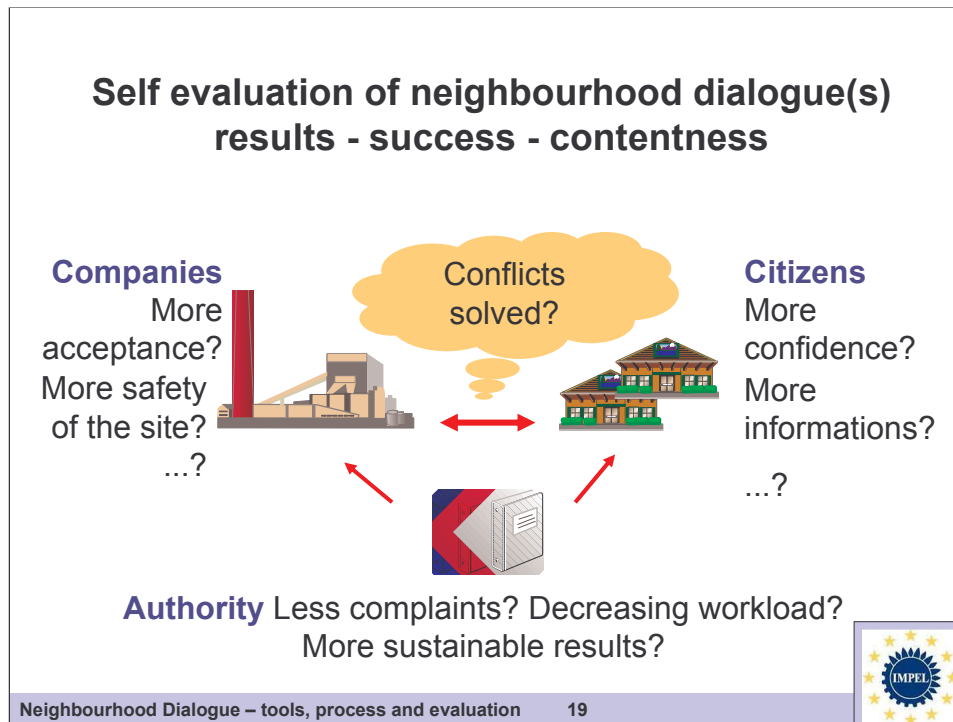 Self evaluation of neighbourhood dialogue(s)
results - success - contentness
Companies
More
acceptance?
More safety
of the site?
...?
Conflicts
solved?
Citizens
More
confidence?
More
informations?
...?
Authority Less complaints? Decreasing workload?
More sustainable results?
IMPEL
Neighbourhood Dialogue – tools, process and evaluation 19